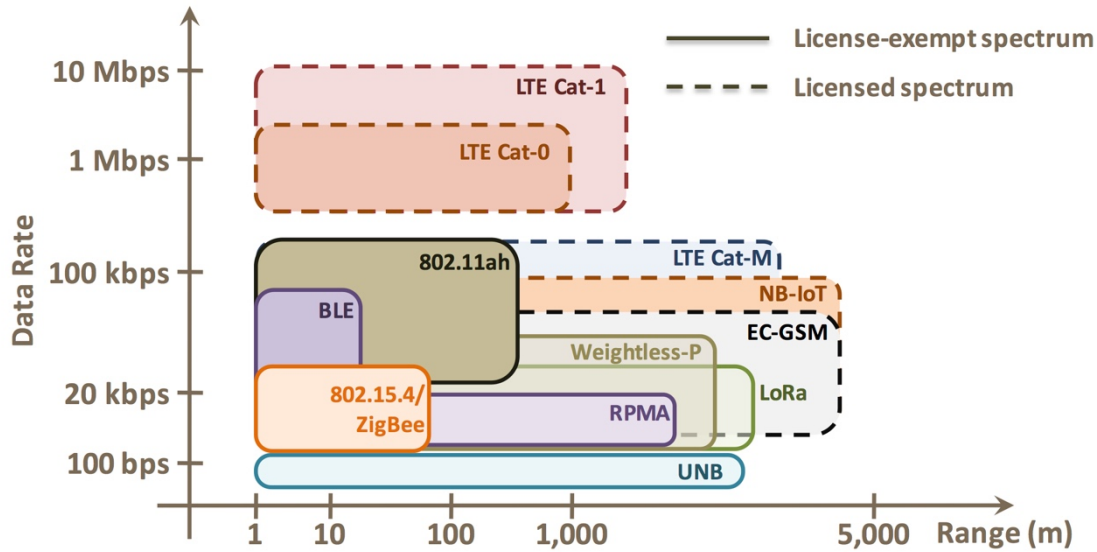 License-exempt spectrum
10 Mbps
LTE Cat-1
Licensed spectrum
LTE Cat-0
1 Mbps
Data Rate
802.11ah
LTE Cat-M
100 kbps
NB-IoT
BLE
EC-GSM
Weightless-P
20 kbps
802.15.4/
ZigBee
RPMA
LoRa
100 bps
UNB
1
10
100
1,000
5,000
Range (m)